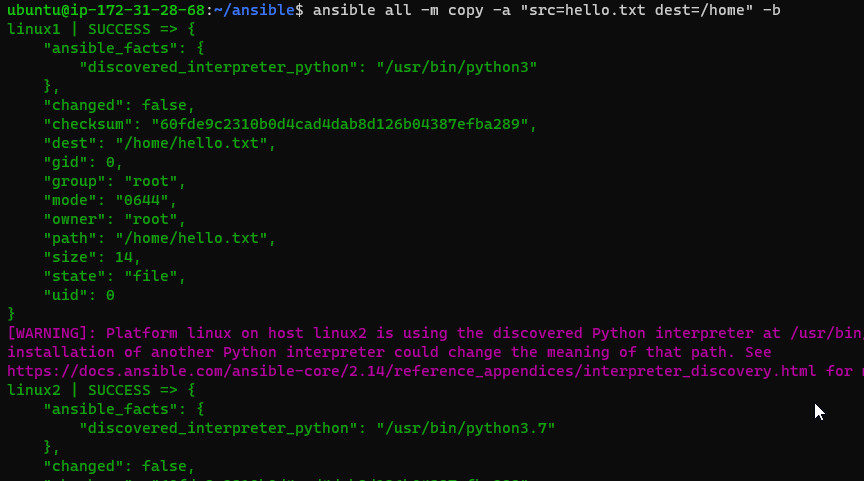 ubuntu@ip-172-31-28-68:~/ansible$ ansible all -m copy -a "src=hello.txt dest=/home" -b
linux1 | SUCCESS => {
    "ansible_facts": {
        "discovered_interpreter_python": "/usr/bin/python3"
    },
    "changed": false,
    "checksum": "60fde9c2310b0d4cad4dab8d126b04387efba289",
    "dest": "/home/hello.txt",
    "gid": 0,
    "group": "root",
    "mode": "0644",
    "owner": "root",
    "path": "/home/hello.txt",
    "size": 14,
    "state": "file",
    "uid": 0
}
[WARNING]: Platform linux on host linux2 is using the discovered Python interpreter at /usr/bin
installation of another Python interpreter could change the meaning of that path. See
https://docs.ansible.com/ansible-core/2.14/reference_appendices/interpreter_discovery.html for
linux2 | SUCCESS => {
    "ansible_facts": {
        "discovered_interpreter_python": "/usr/bin/python3.7"
    },
    "changed": false,